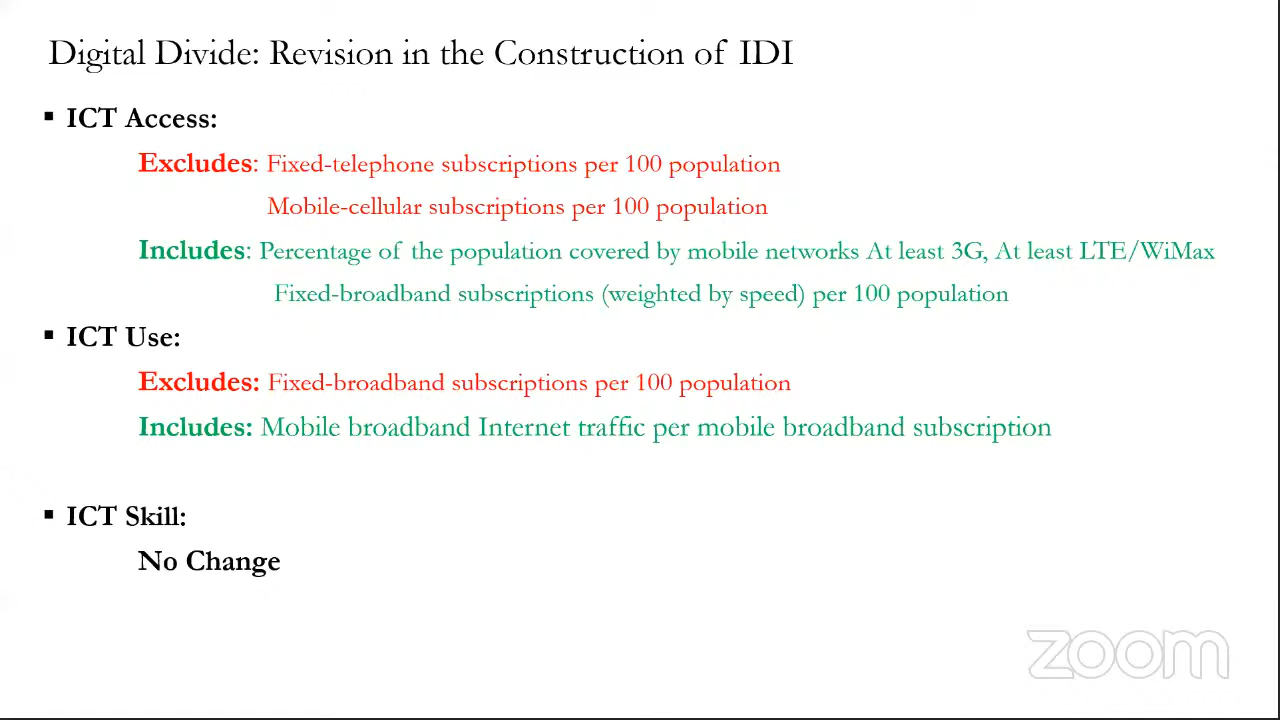 Digital Divide: Revision in the Construction of IDI
▪ ICT Access:
Excludes: Fixed-telephone subscriptions per 100 population
Mobile-cellular subscriptions per 100 population
Includes: Percentage of the population covered by mobile networks At least 3G, At least LTE/WiMax
Fixed-broadband subscriptions (weighted by speed) per 100 population
▪ ICT Use:
Excludes: Fixed-broadband subscriptions per 100 population
Includes: Mobile broadband Internet traffic per mobile broadband subscription
▪ ICT Skill:
No Change
zoom